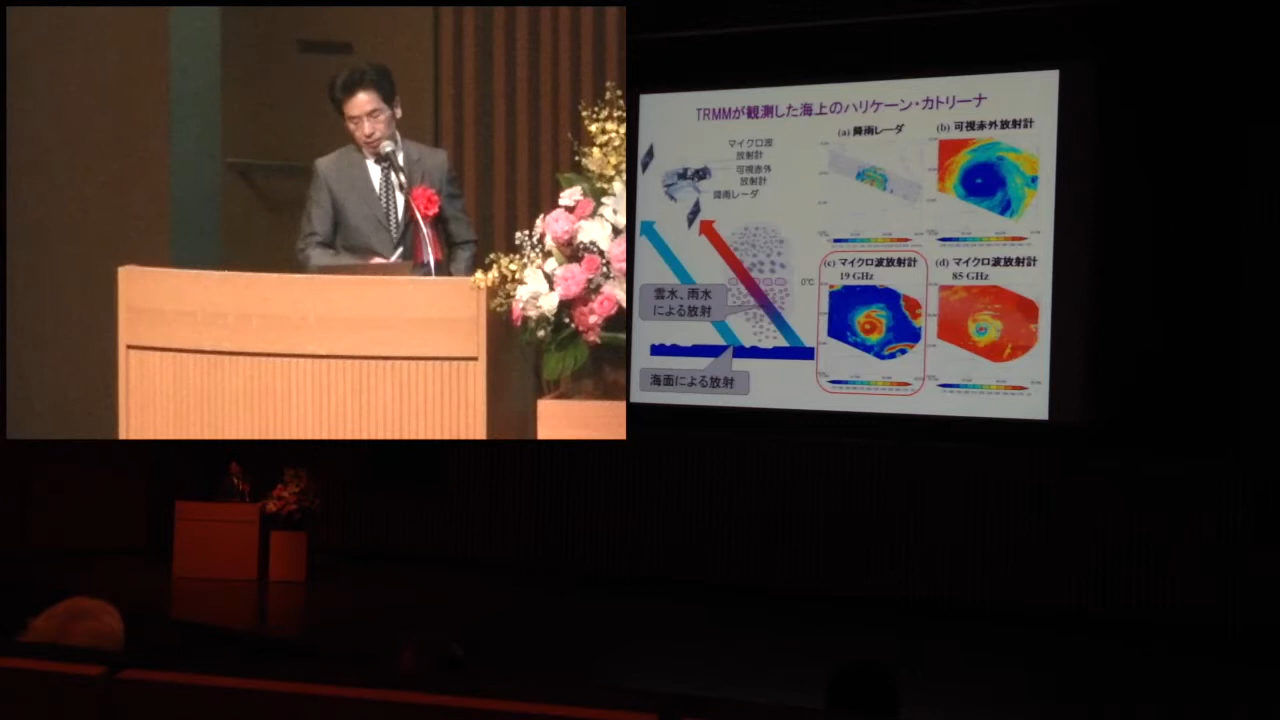 TRMMが観測した海上のハリケーン・カトリーナ
マイクロ波
放射計
可視赤外
放射計
降雨レーダ
(a) 降雨レーダ
(b) 可視赤外放射計
0℃
雲水、雨水
による放射
海面による放射
(c) マイクロ波放射計
19 GHz
(d) マイクロ波放射計
85 GHz